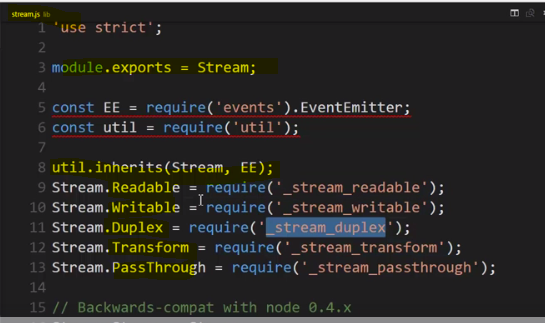 stream.js lib
1 'use strict';
2
3 module.exports = Stream;
4
5 const EE = require('events').EventEmitter;
6 const util = require('util');
7
8 util.inherits(Stream, EE);
9 Stream.Readable = require('_stream_readable');
10 Stream.Writable = require('_stream_writable');
11 Stream.Duplex = require('_stream_duplex');
12 Stream.Transform = require('_stream_transform');
13 Stream.PassThrough = require('_stream_passthrough');
14
15 // Backwards-compat with node 0.4.x